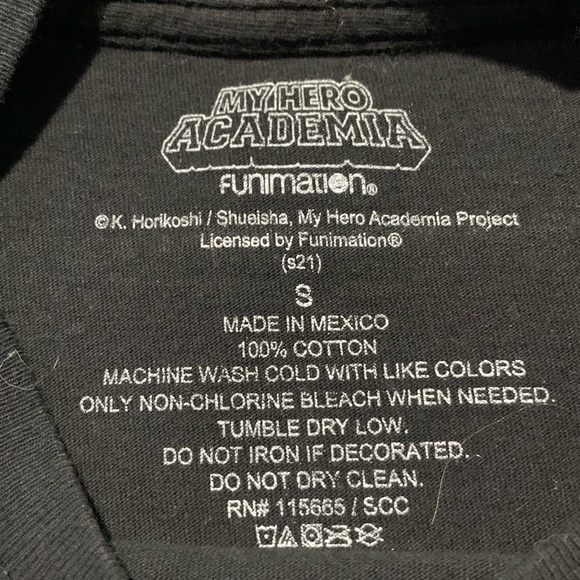 MY HERO
ACADEMIA
FUNIMATION®
©K. Horikoshi / Shueisha, My Hero Academia Project
Licensed by Funimation®
(s21)
S
MADE IN MEXICO
100% COTTON
MACHINE WASH COLD WITH LIKE COLORS
ONLY NON-CHLORINE BLEACH WHEN NEEDED.
TUMBLE DRY LOW.
DO NOT IRON IF DECORATED.
DO NOT DRY CLEAN.
RN# 115665 / SCC